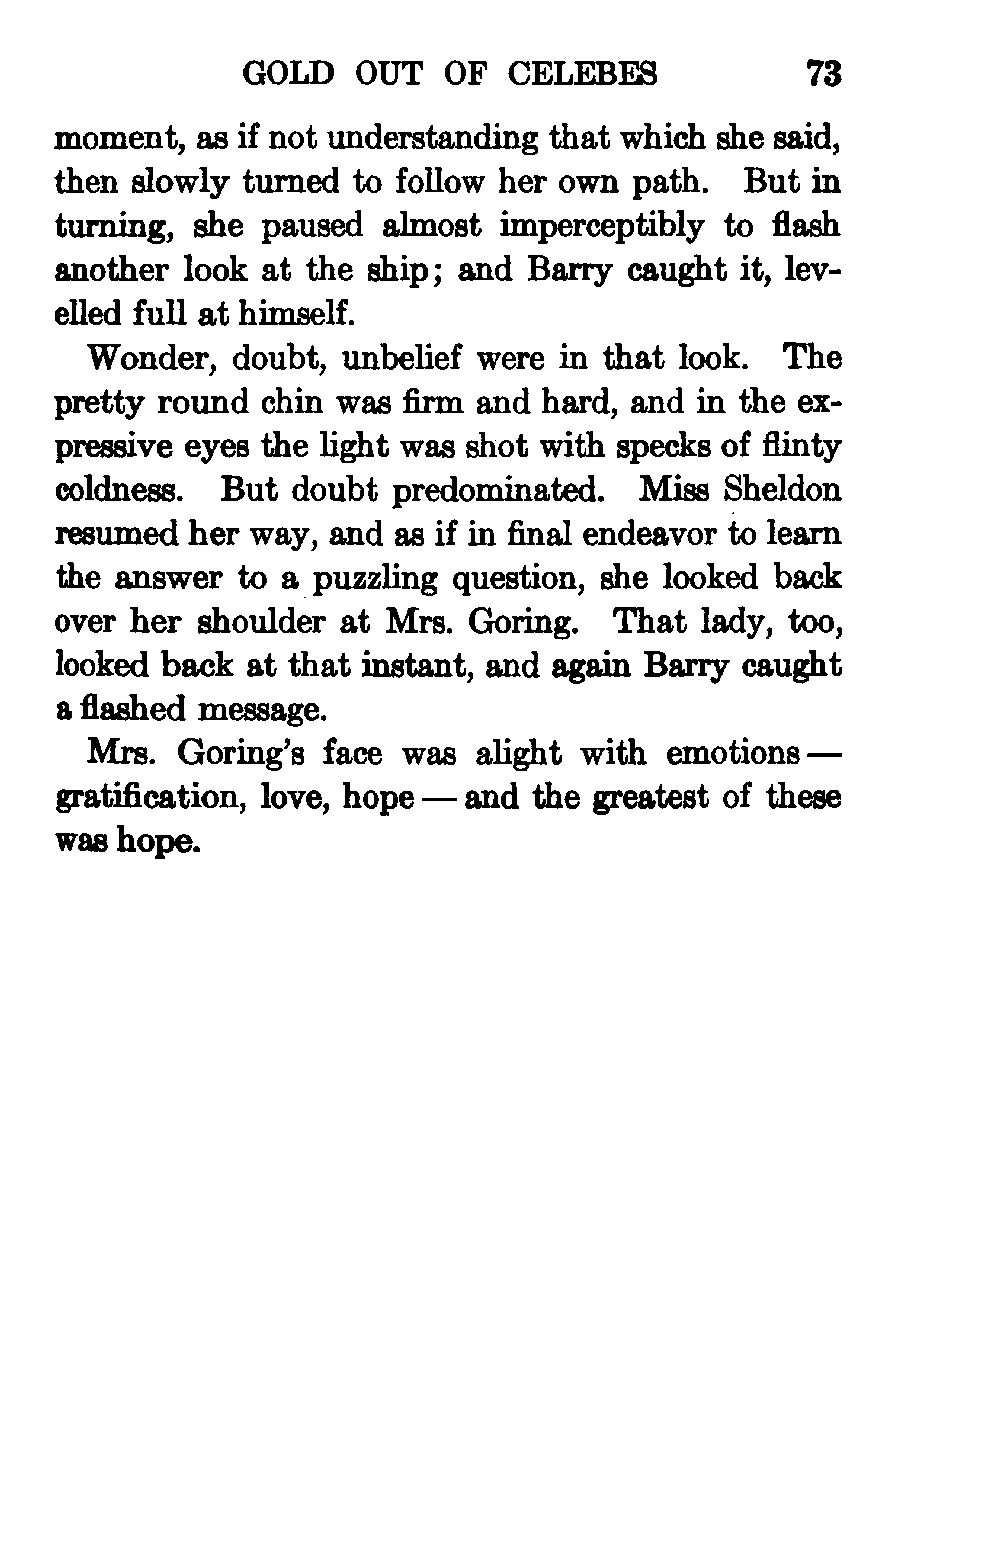 GOLD OUT OF CELEBES 73
moment, as if not understanding that which she said,
then slowly turned to follow her own path. But in
turning, she paused almost imperceptibly to flash
another look at the ship; and Barry caught it, lev-
elled full at himself.
Wonder, doubt, unbelief were in that look. The
pretty round chin was firm and hard, and in the ex-
pressive eyes the light was shot with specks of flinty
coldness. But doubt predominated. Miss Sheldon
resumed her way, and as if in final endeavor to learn
the answer to a puzzling question, she looked back
over her shoulder at Mrs. Goring. That lady, too,
looked back at that instant, and again Barry caught
a flashed message.
Mrs. Goring's face was alight with emotions —
gratification, love, hope — and the greatest of these
was hope.